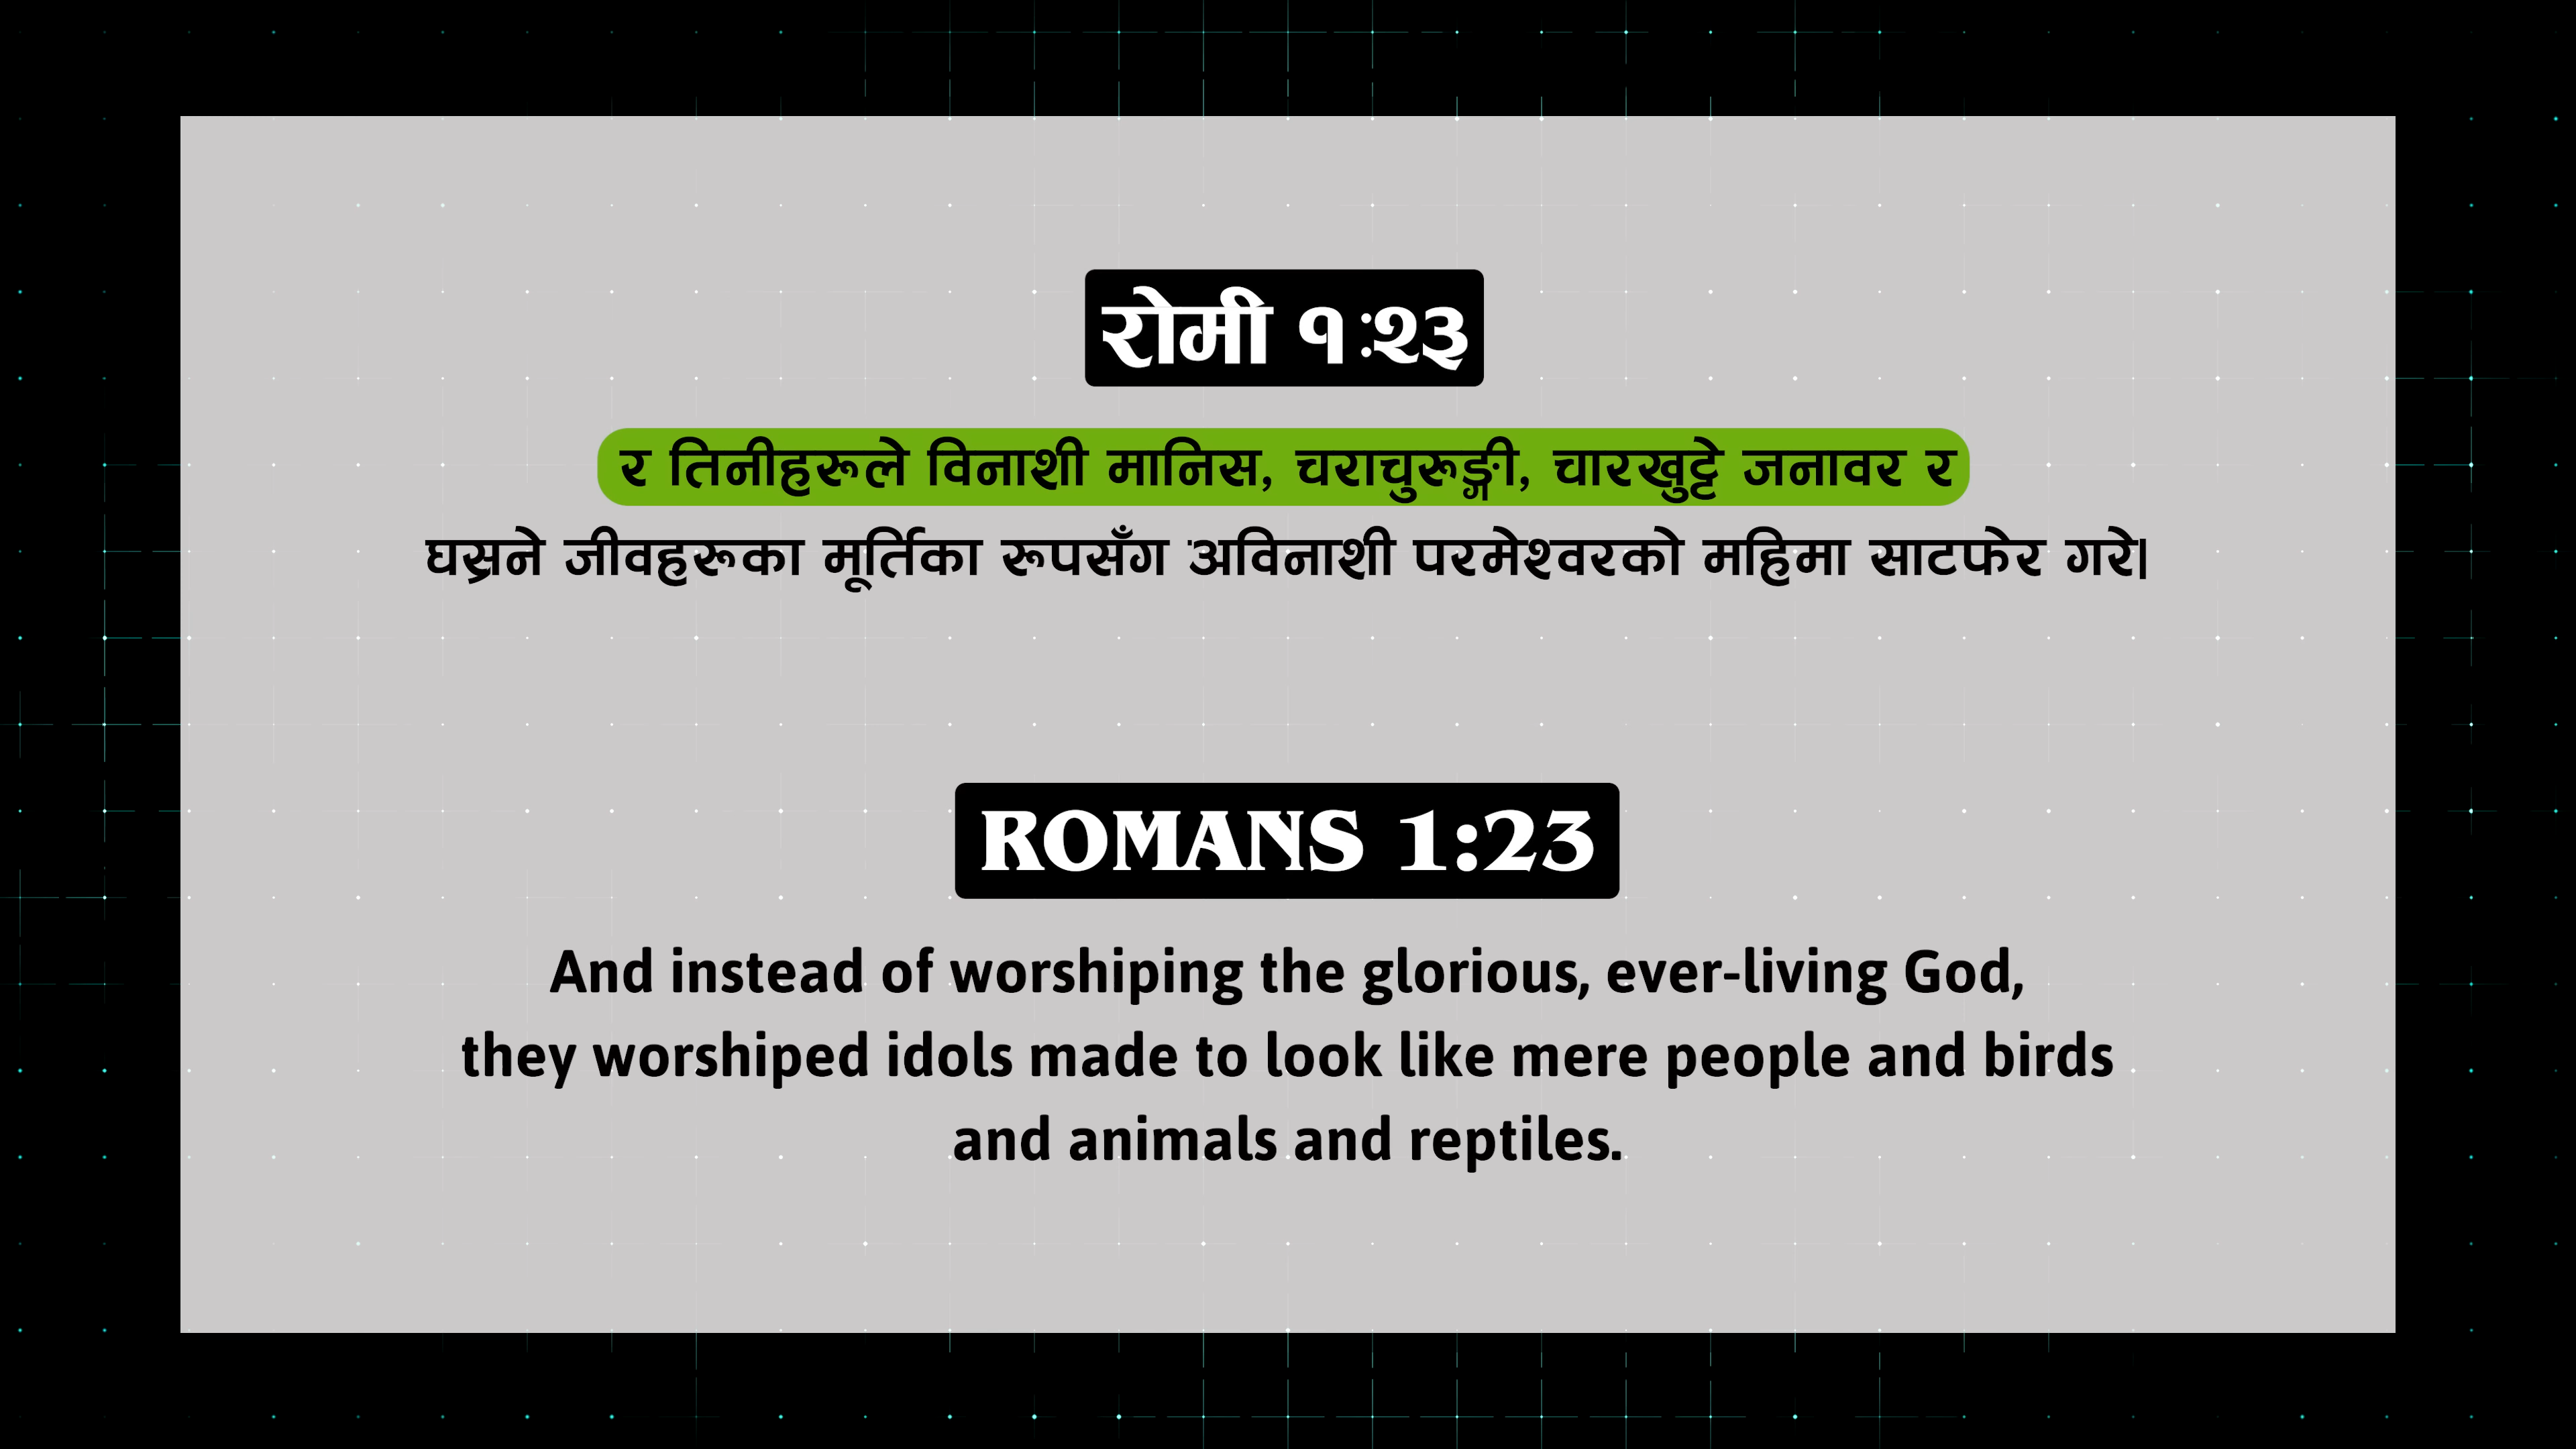 रोमी १:२३
र तिनीहरूले विनाशी मानिस, चराचुरूङ्गी, चारखुट्टे जनावर र
घस्रने जीवहरूका मूर्तिका रूपसँग अविनाशी परमेश्वरको महिमा साटफेर गरे।
ROMANS 1:23
And instead of worshiping the glorious, ever-living God,
they worshiped idols made to look like mere people and birds
and animals and reptiles.